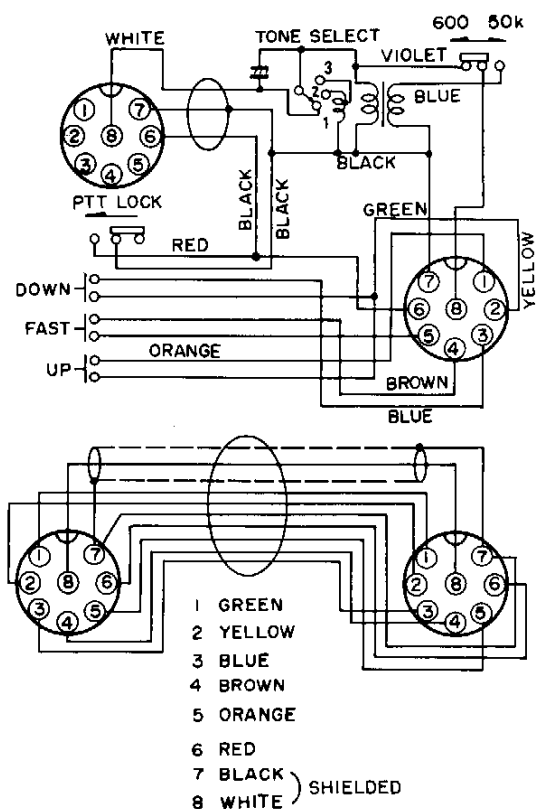 600 50k
WHITE
TONE SELECT
VIOLET
3
2
1
BLUE
1 7
2 8 6
3 4 5
BLACK
PTT LOCK
BLACK
BLACK
GREEN
YELLOW
RED
DOWN
7 1
6 8 2
5 4 3
FAST
ORANGE
UP
BROWN
BLUE
1 7
2 8 6
3 4 5
1 7
2 8 6
3 4 5
1 GREEN
2 YELLOW
3 BLUE
4 BROWN
5 ORANGE
6 RED
7 BLACK
8 WHITE
SHIELDED